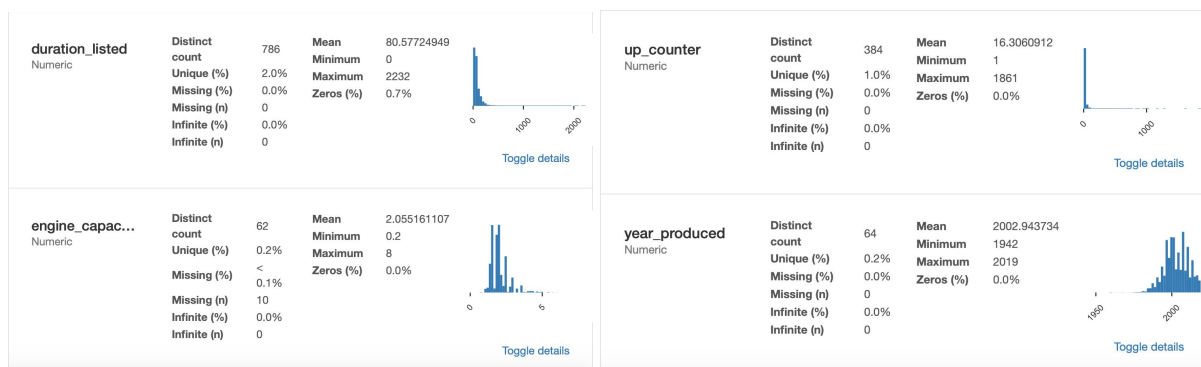 duration_listed
Numeric
Distinct count 786
Unique (%) 2.0%
Missing (%) 0.0%
Missing (n) 0
Infinite (%) 0.0%
Infinite (n) 0
Mean 80.57724949
Minimum 0
Maximum 2232
Zeros (%) 0.7%
0 1000 2000
Toggle details
up_counter
Numeric
Distinct count 384
Unique (%) 1.0%
Missing (%) 0.0%
Missing (n) 0
Infinite (%) 0.0%
Infinite (n) 0
Mean 16.3060912
Minimum 1
Maximum 1861
Zeros (%) 0.0%
0 1000
Toggle details
engine_capac...
Numeric
Distinct count 62
Unique (%) 0.2%
Missing (%) < 0.1%
Missing (n) 10
Infinite (%) 0.0%
Infinite (n) 0
Mean 2.055161107
Minimum 0.2
Maximum 8
Zeros (%) 0.0%
0 5
Toggle details
year_produced
Numeric
Distinct count 64
Unique (%) 0.2%
Missing (%) 0.0%
Missing (n) 0
Infinite (%) 0.0%
Infinite (n) 0
Mean 2002.943734
Minimum 1942
Maximum 2019
Zeros (%) 0.0%
1950 2000
Toggle details